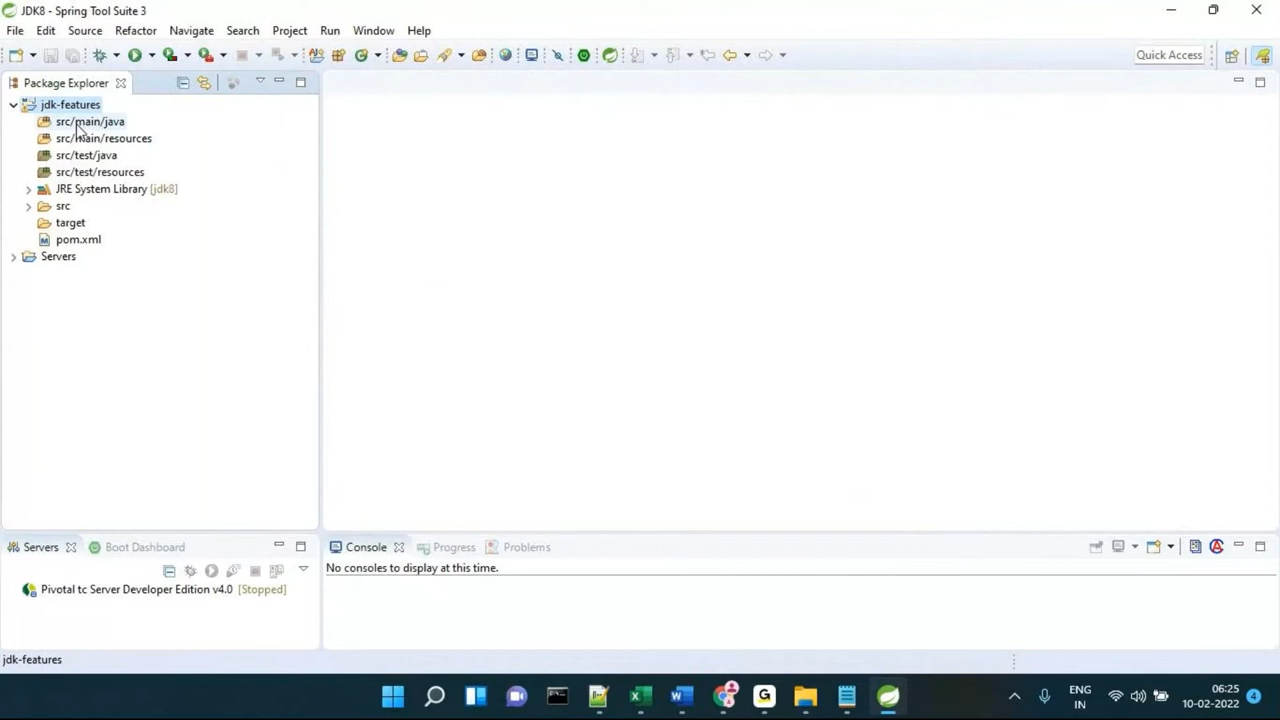 JDK8 - Spring Tool Suite 3
File Edit Source Refactor Navigate Search Project Run Window Help
Quick Access
Package Explorer
jdk-features
src/main/java
src/main/resources
src/test/java
src/test/resources
JRE System Library [jdk8]
src
target
pom.xml
Servers
Servers Boot Dashboard
Pivotal tc Server Developer Edition v4.0 [Stopped]
Console Progress Problems
No consoles to display at this time.
jdk-features
ENG
IN
06:25
10-02-2022
4